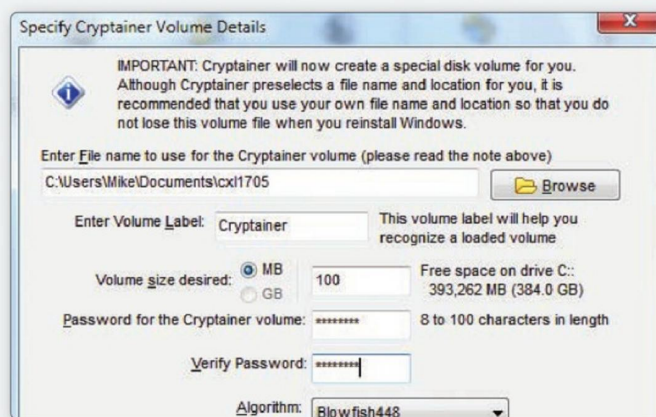 Specify Cryptainer Volume Details
X
IMPORTANT: Cryptainer will now create a special disk volume for you.
Although Cryptainer preselects a file name and location for you, it is
recommended that you use your own file name and location so that you do
not lose this volume file when you reinstall Windows.
Enter File name to use for the Cryptainer volume (please read the note above)
C:\Users\Mike\Documents\cxl1705
Browse
Enter Volume Label: Cryptainer This volume label will help you
recognize a loaded volume
Volume size desired: MB 100 Free space on drive C::
GB 393,262 MB (384.0 GB)
Password for the Cryptainer volume: ******** 8 to 100 characters in length
Verify Password: ********
Algorithm: Blowfish448